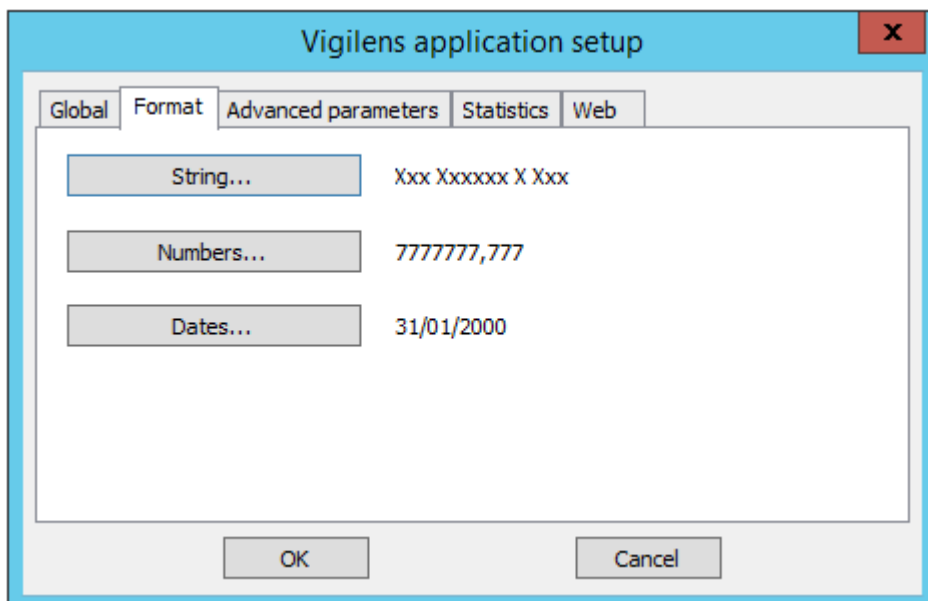 Vigilens application setup
x
Global Format Advanced parameters Statistics Web
String... Xxx Xxxxxx X Xxx
Numbers... 7777777,777
Dates... 31/01/2000
OK Cancel